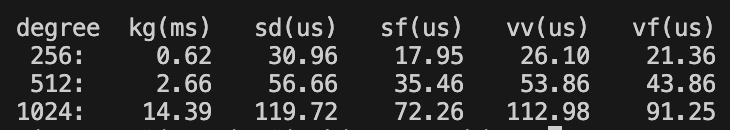 degree kg(ms) sd(us) sf(us) vv(us) vf(us)
256: 0.62 30.96 17.95 26.10 21.36
512: 2.66 56.66 35.46 53.86 43.86
1024: 14.39 119.72 72.26 112.98 91.25